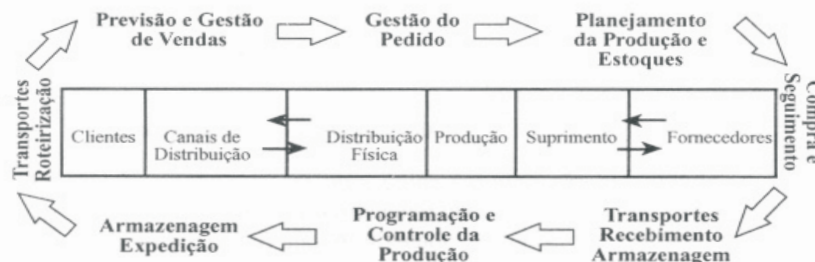 Previsão e Gestão
de Vendas
Gestão do
Pedido
Planejamento
da Produção e
Estoques
Compra e
Seguimento
Transportes
Roteirização
Clientes
Canais de
Distribuição
Distribuição
Física
Produção
Suprimento
Fornecedores
Armazenagem
Expedição
Programação e
Controle da
Produção
Transportes
Recebimento
Armazenagem